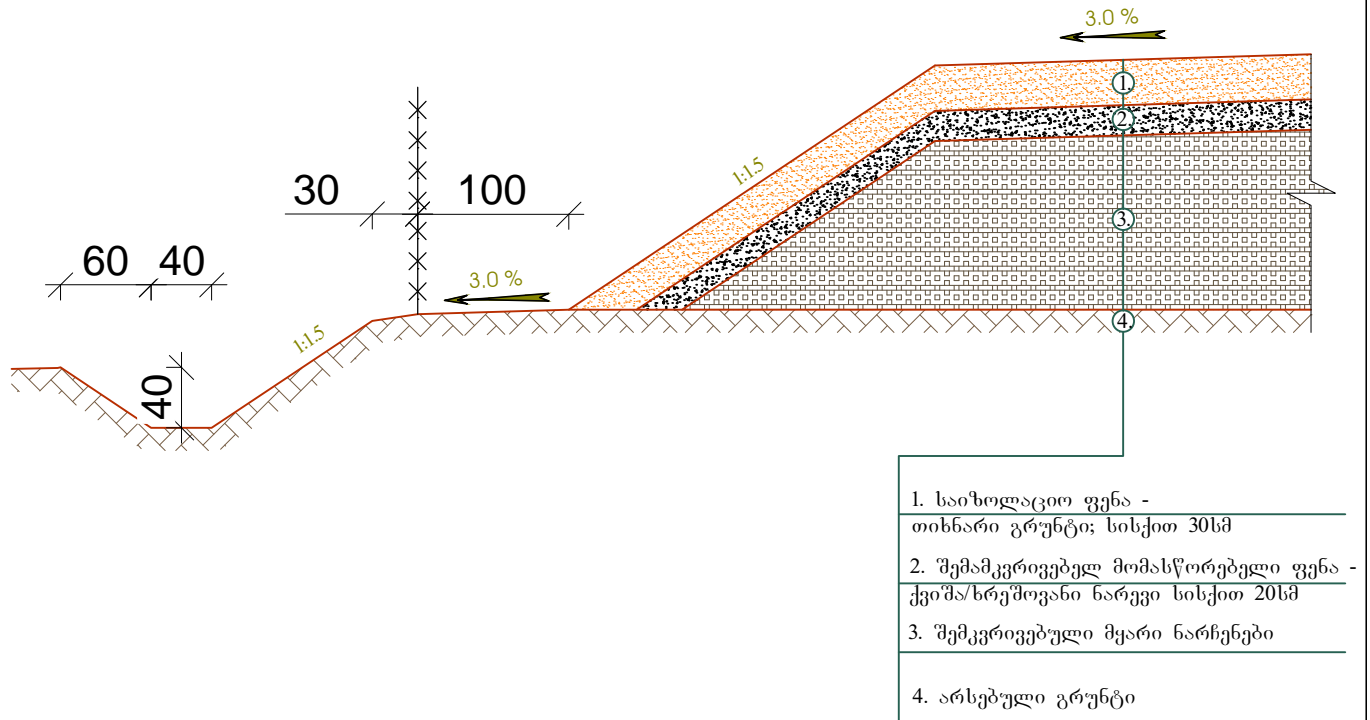 3.0 %
1.
2.
1:1.5
30
100
3.
60
40
3.0 %
4.
1:1.5
40
1. საიზოლაციო ფენა -
თიხნარი გრუნტი; სისქით 30სმ
2. შემამკვრივებელ მომასწორებელი ფენა -
ქვიშა/ხრეშოვანი ნარევი სისქით 20სმ
3. შემკვრივებული მყარი ნარჩენები
4. არსებული გრუნტი